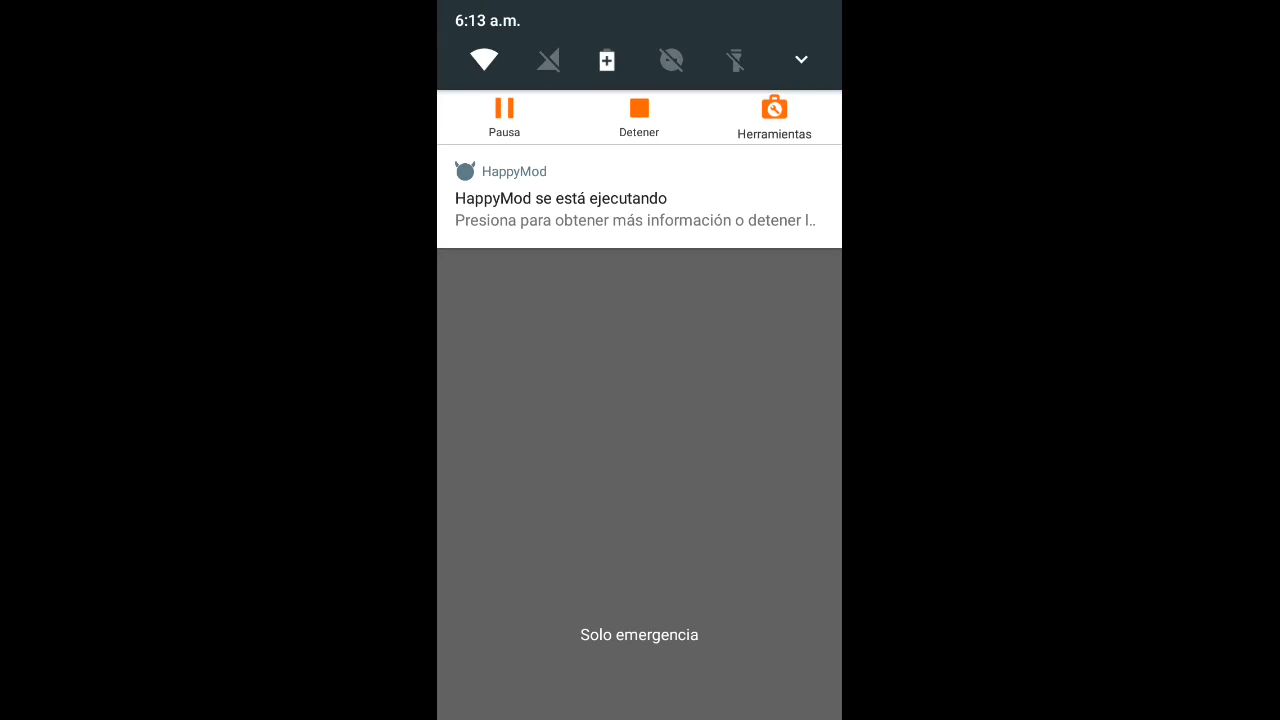 6:13 a.m.
Pausa Detener Herramientas
HappyMod
HappyMod se está ejecutando
Presiona para obtener más información o detener l..
Solo emergencia